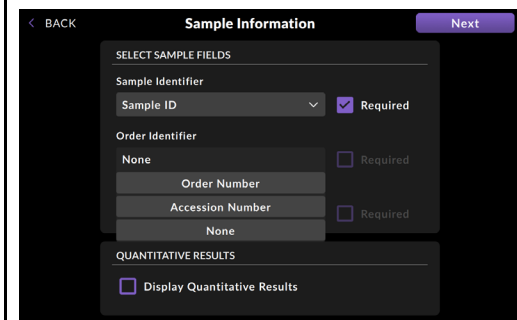 BACK
Sample Information
Next
SELECT SAMPLE FIELDS
Sample Identifier
Sample ID
Required
Order Identifier
None
Required
Order Number
Accession Number
Required
None
QUANTITATIVE RESULTS
Display Quantitative Results